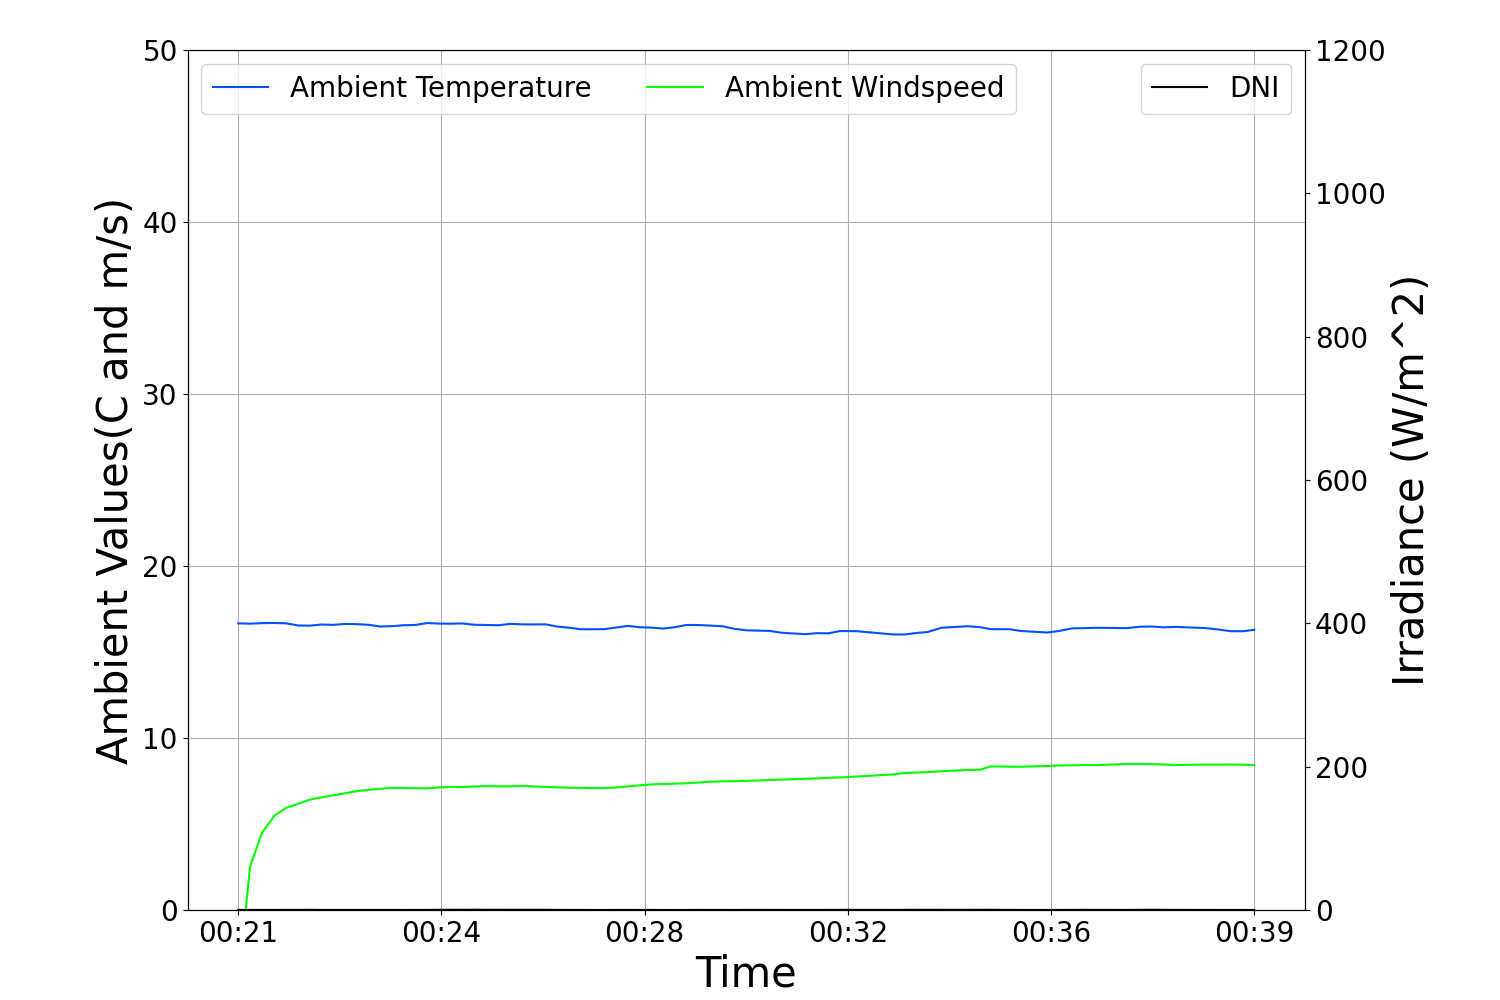 Ambient Temperature
Ambient Windspeed
DNI
Ambient Values(C and m/s)
50
40
30
20
10
0
1200
1000
800
600
400
200
0
Irradiance (W/m^2)
00:21 00:24 00:28 00:32 00:36 00:39
Time